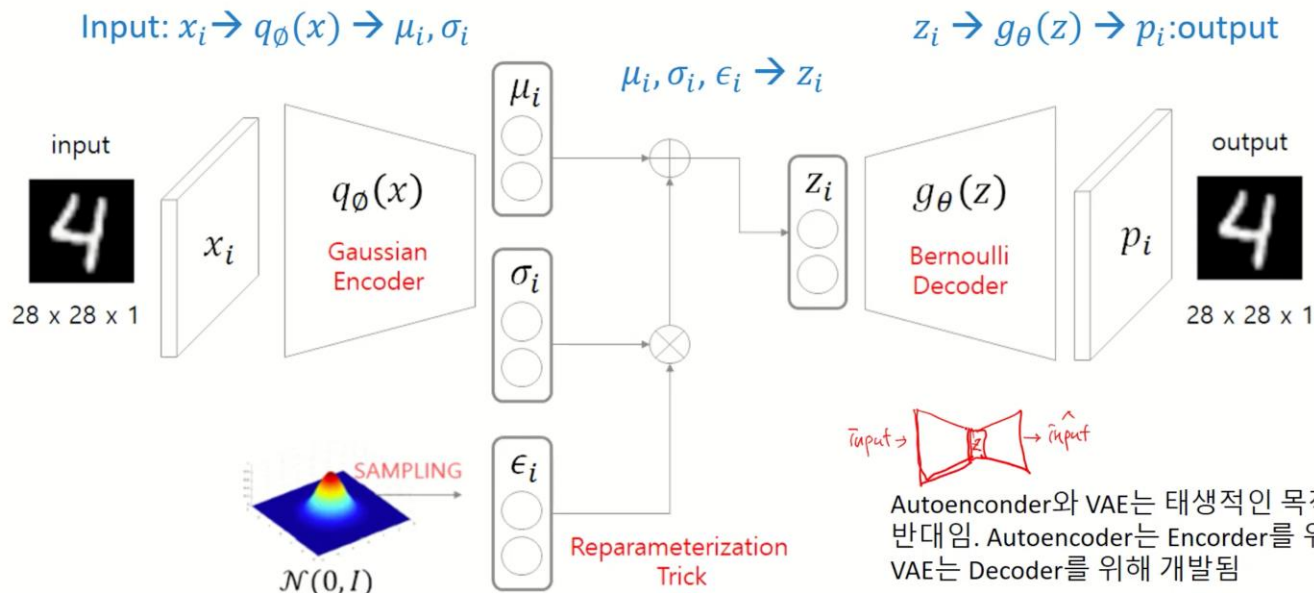 Input: xᵢ→ q_ø(x) → μᵢ, σᵢ
zᵢ → g_θ(z) → pᵢ:output
μᵢ, σᵢ, ϵᵢ → zᵢ
input
28 x 28 x 1
xᵢ
q_ø(x)
Gaussian
Encoder
μᵢ
σᵢ
SAMPLING
N(0, I)
ϵᵢ
Reparameterization
Trick
zᵢ
g_θ(z)
Bernoulli
Decoder
pᵢ
output
28 x 28 x 1
input→ z → înput
Autoenconder와 VAE는 태생적인
반대임. Autoencoder는 Encorder를
VAE는 Decoder를 위해 개발됨